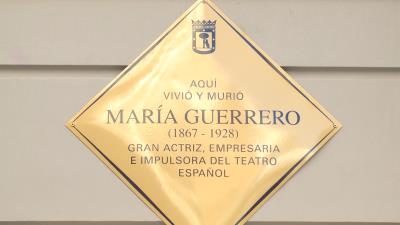 AQUÍ
VIVIÓ Y MURIÓ
MARÍA GUERRERO
(1867 - 1928)
GRAN ACTRIZ, EMPRESARIA
E IMPULSORA DEL TEATRO
ESPAÑOL